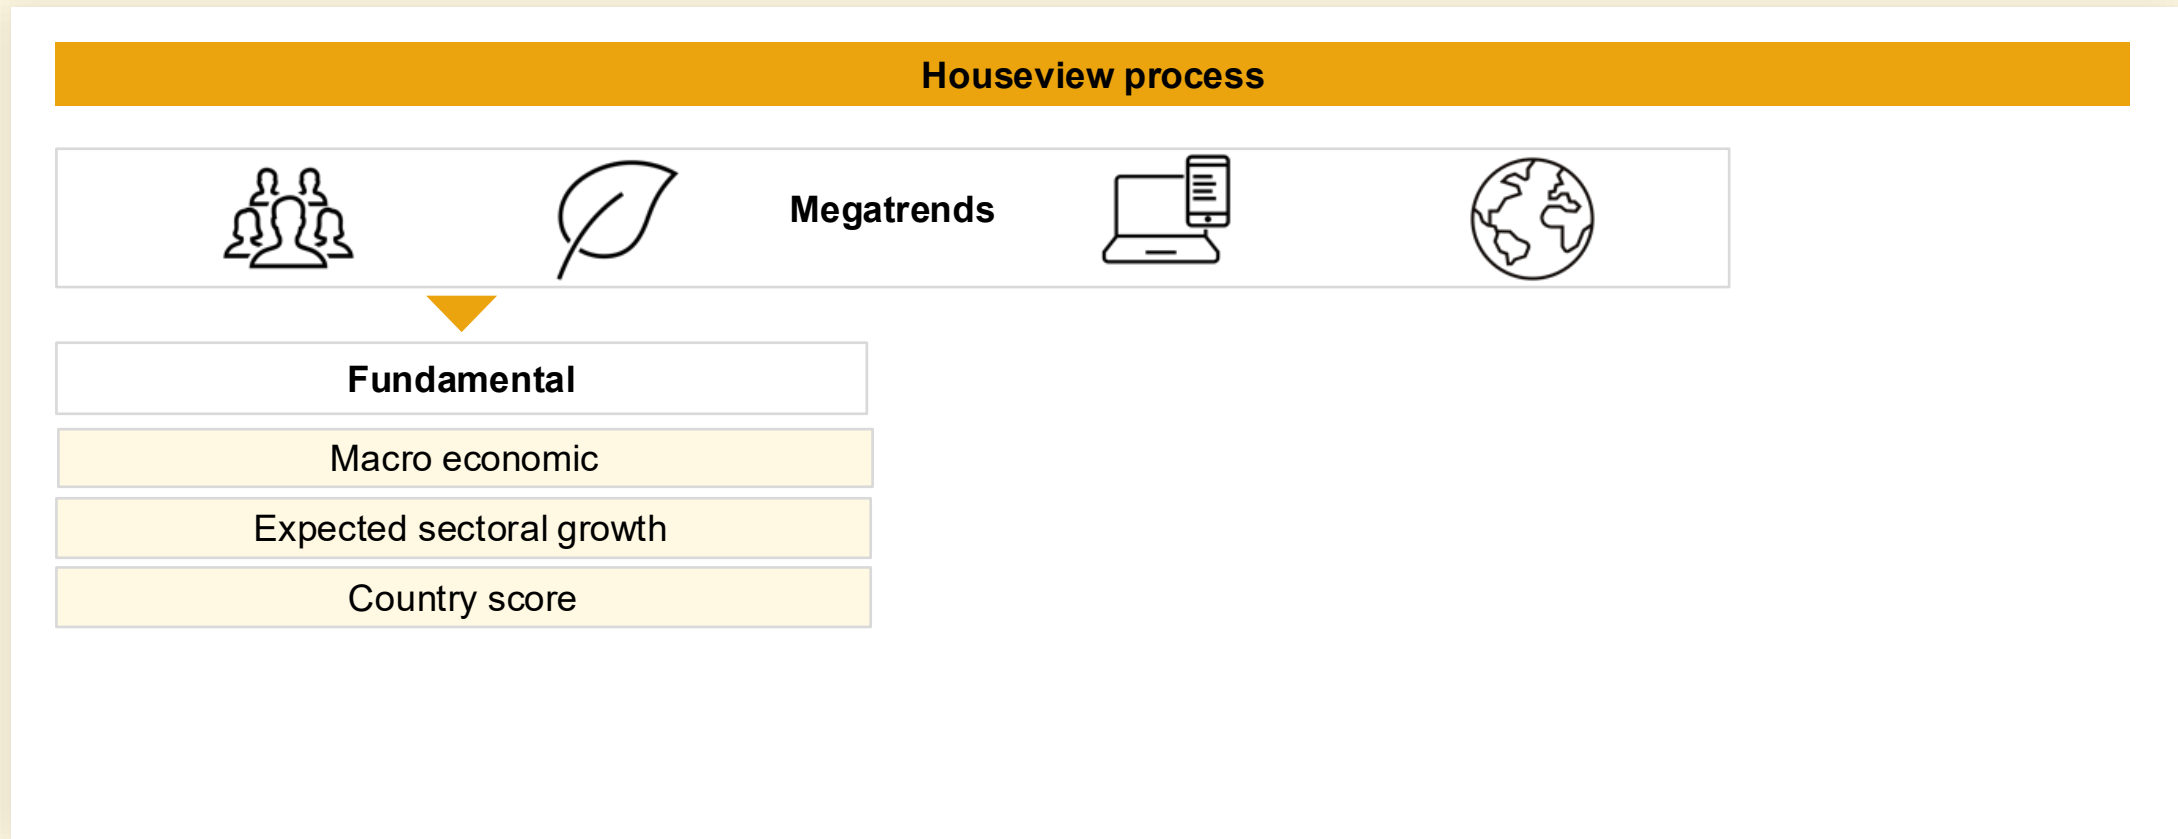 Houseview process
Megatrends
Fundamental
Macro economic
Expected sectoral growth
Country score